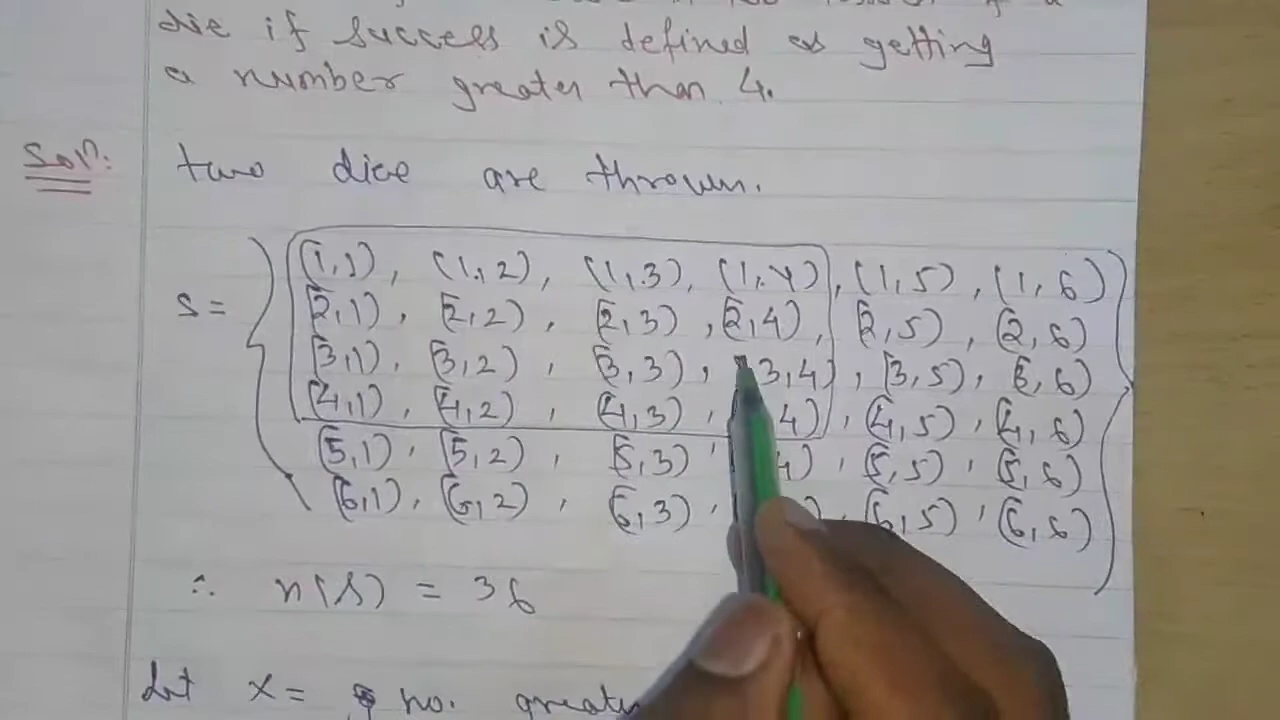 die if success is defined as getting
a number greater than 4.
Soln: two dice are thrown.
S = { (1,1), (1,2), (1,3), (1,4), (1,5), (1,6)
(2,1), (2,2), (2,3), (2,4), (2,5), (2,6)
(3,1), (3,2), (3,3), 3,4), (3,5), (3,6)
(4,1), (4,2), (4,3), 4), (4,5), (4,6)
(5,1), (5,2), (5,3) 4), (5,5), (5,6)
(6,1), (6,2), (6,3), (6,5), (6,6) }
∴ n(S) = 36
Let X = no.